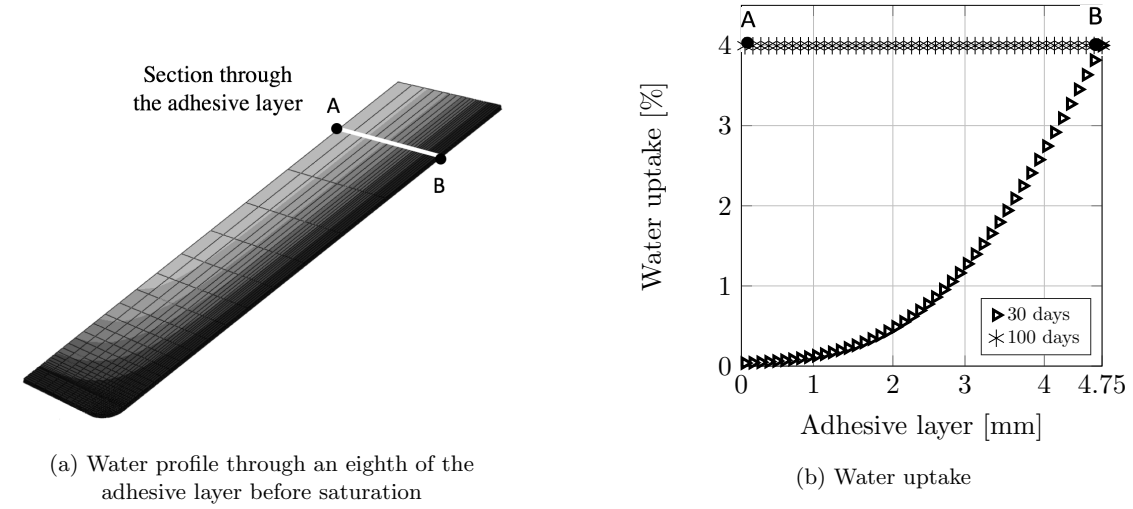 Section through
the adhesive layer
A
B
(a) Water profile through an eighth of the
adhesive layer before saturation
A
B
Water uptake [%]
4
3
2
1
0
0 1 2 3 4 4.75
30 days
100 days
Adhesive layer [mm]
(b) Water uptake